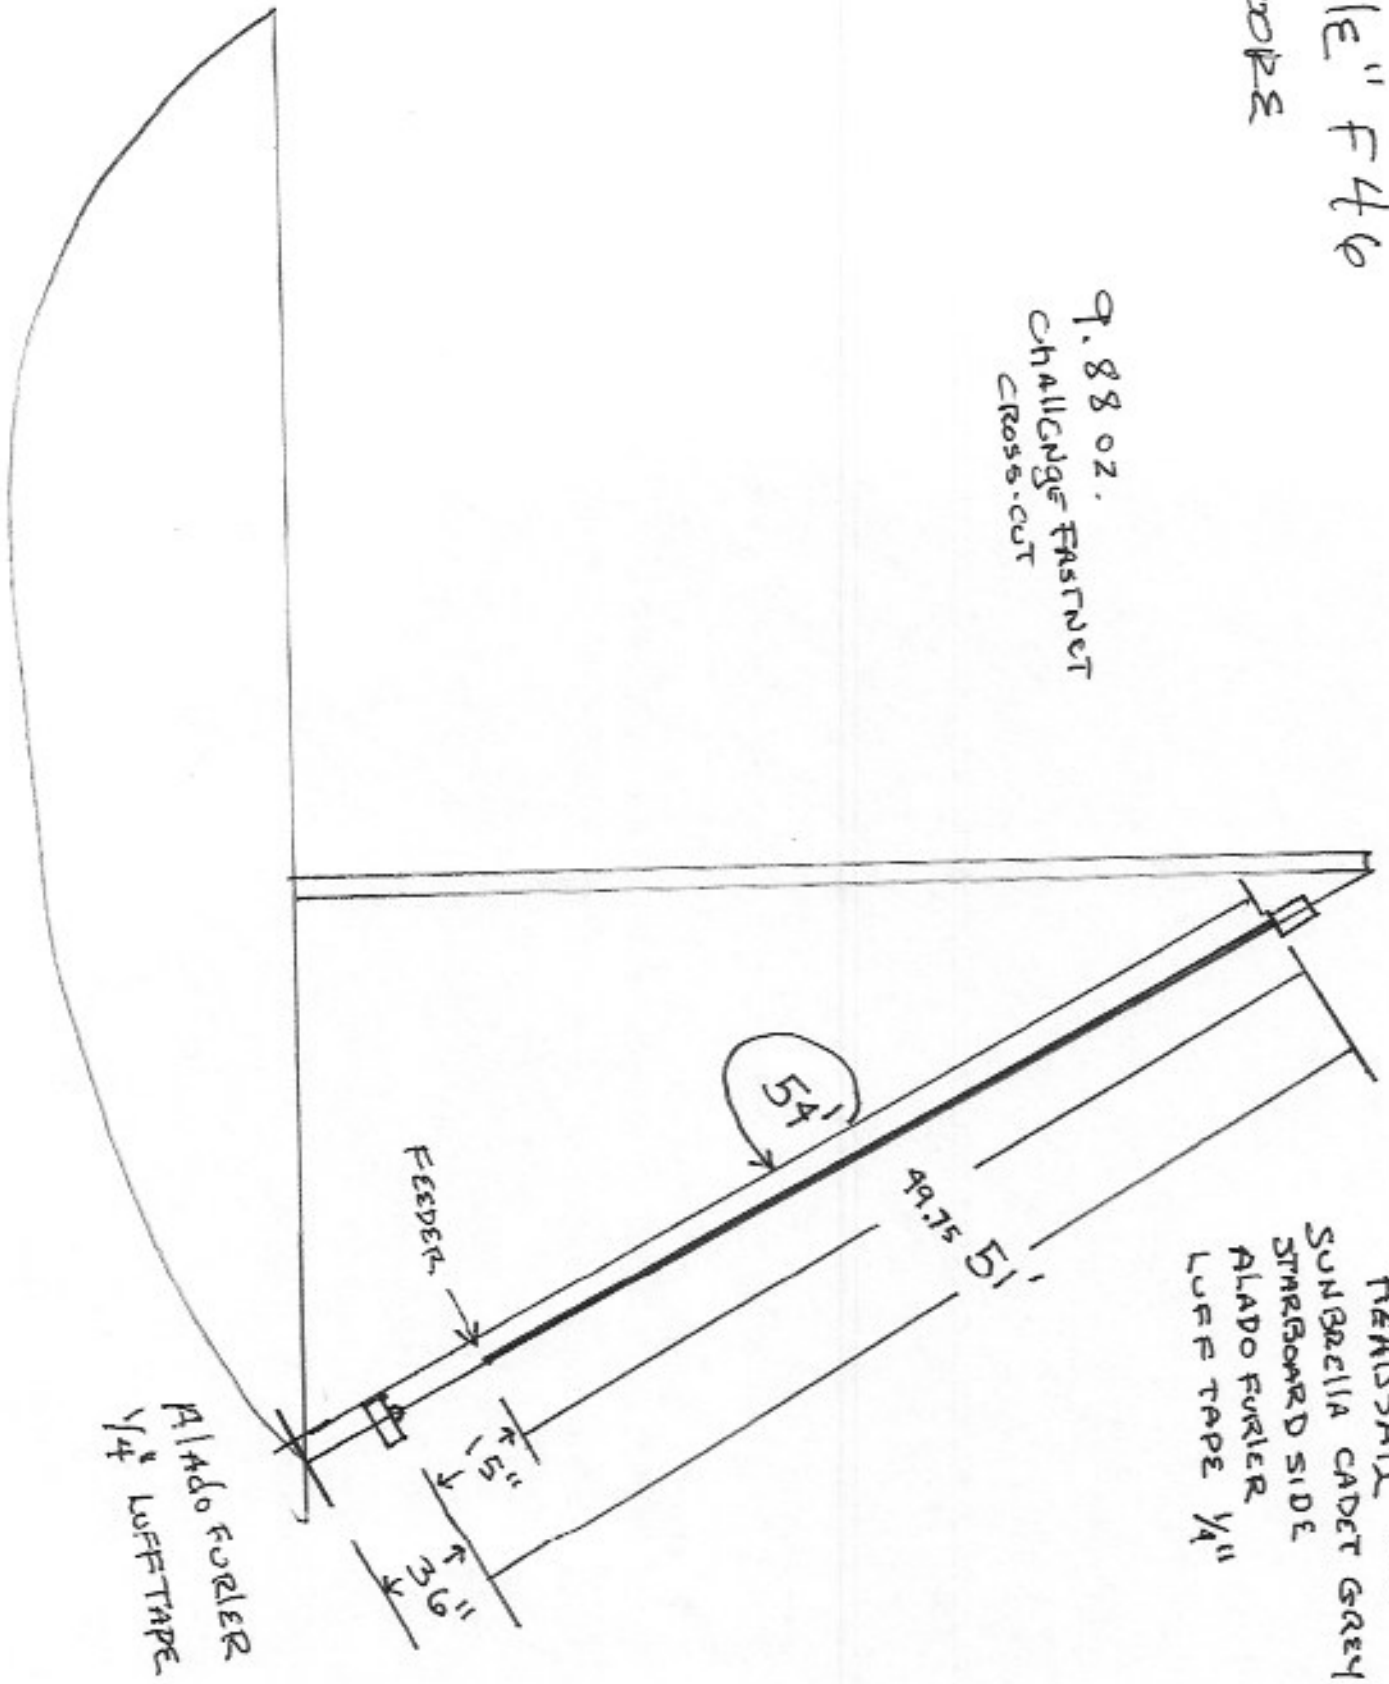 E" F46
9.88 OZ.
CHALLENGE FASTNET
CROSS-CUT
HEADSAIL
SUNBRELLA CADET GREY
STARBOARD SIDE
ALADO FURLER
LUFF TAPE 1/4"
54'
49.75
51'
FEEDER
15"
36"
ALADO FURLER
1/4" LUFF TAPE